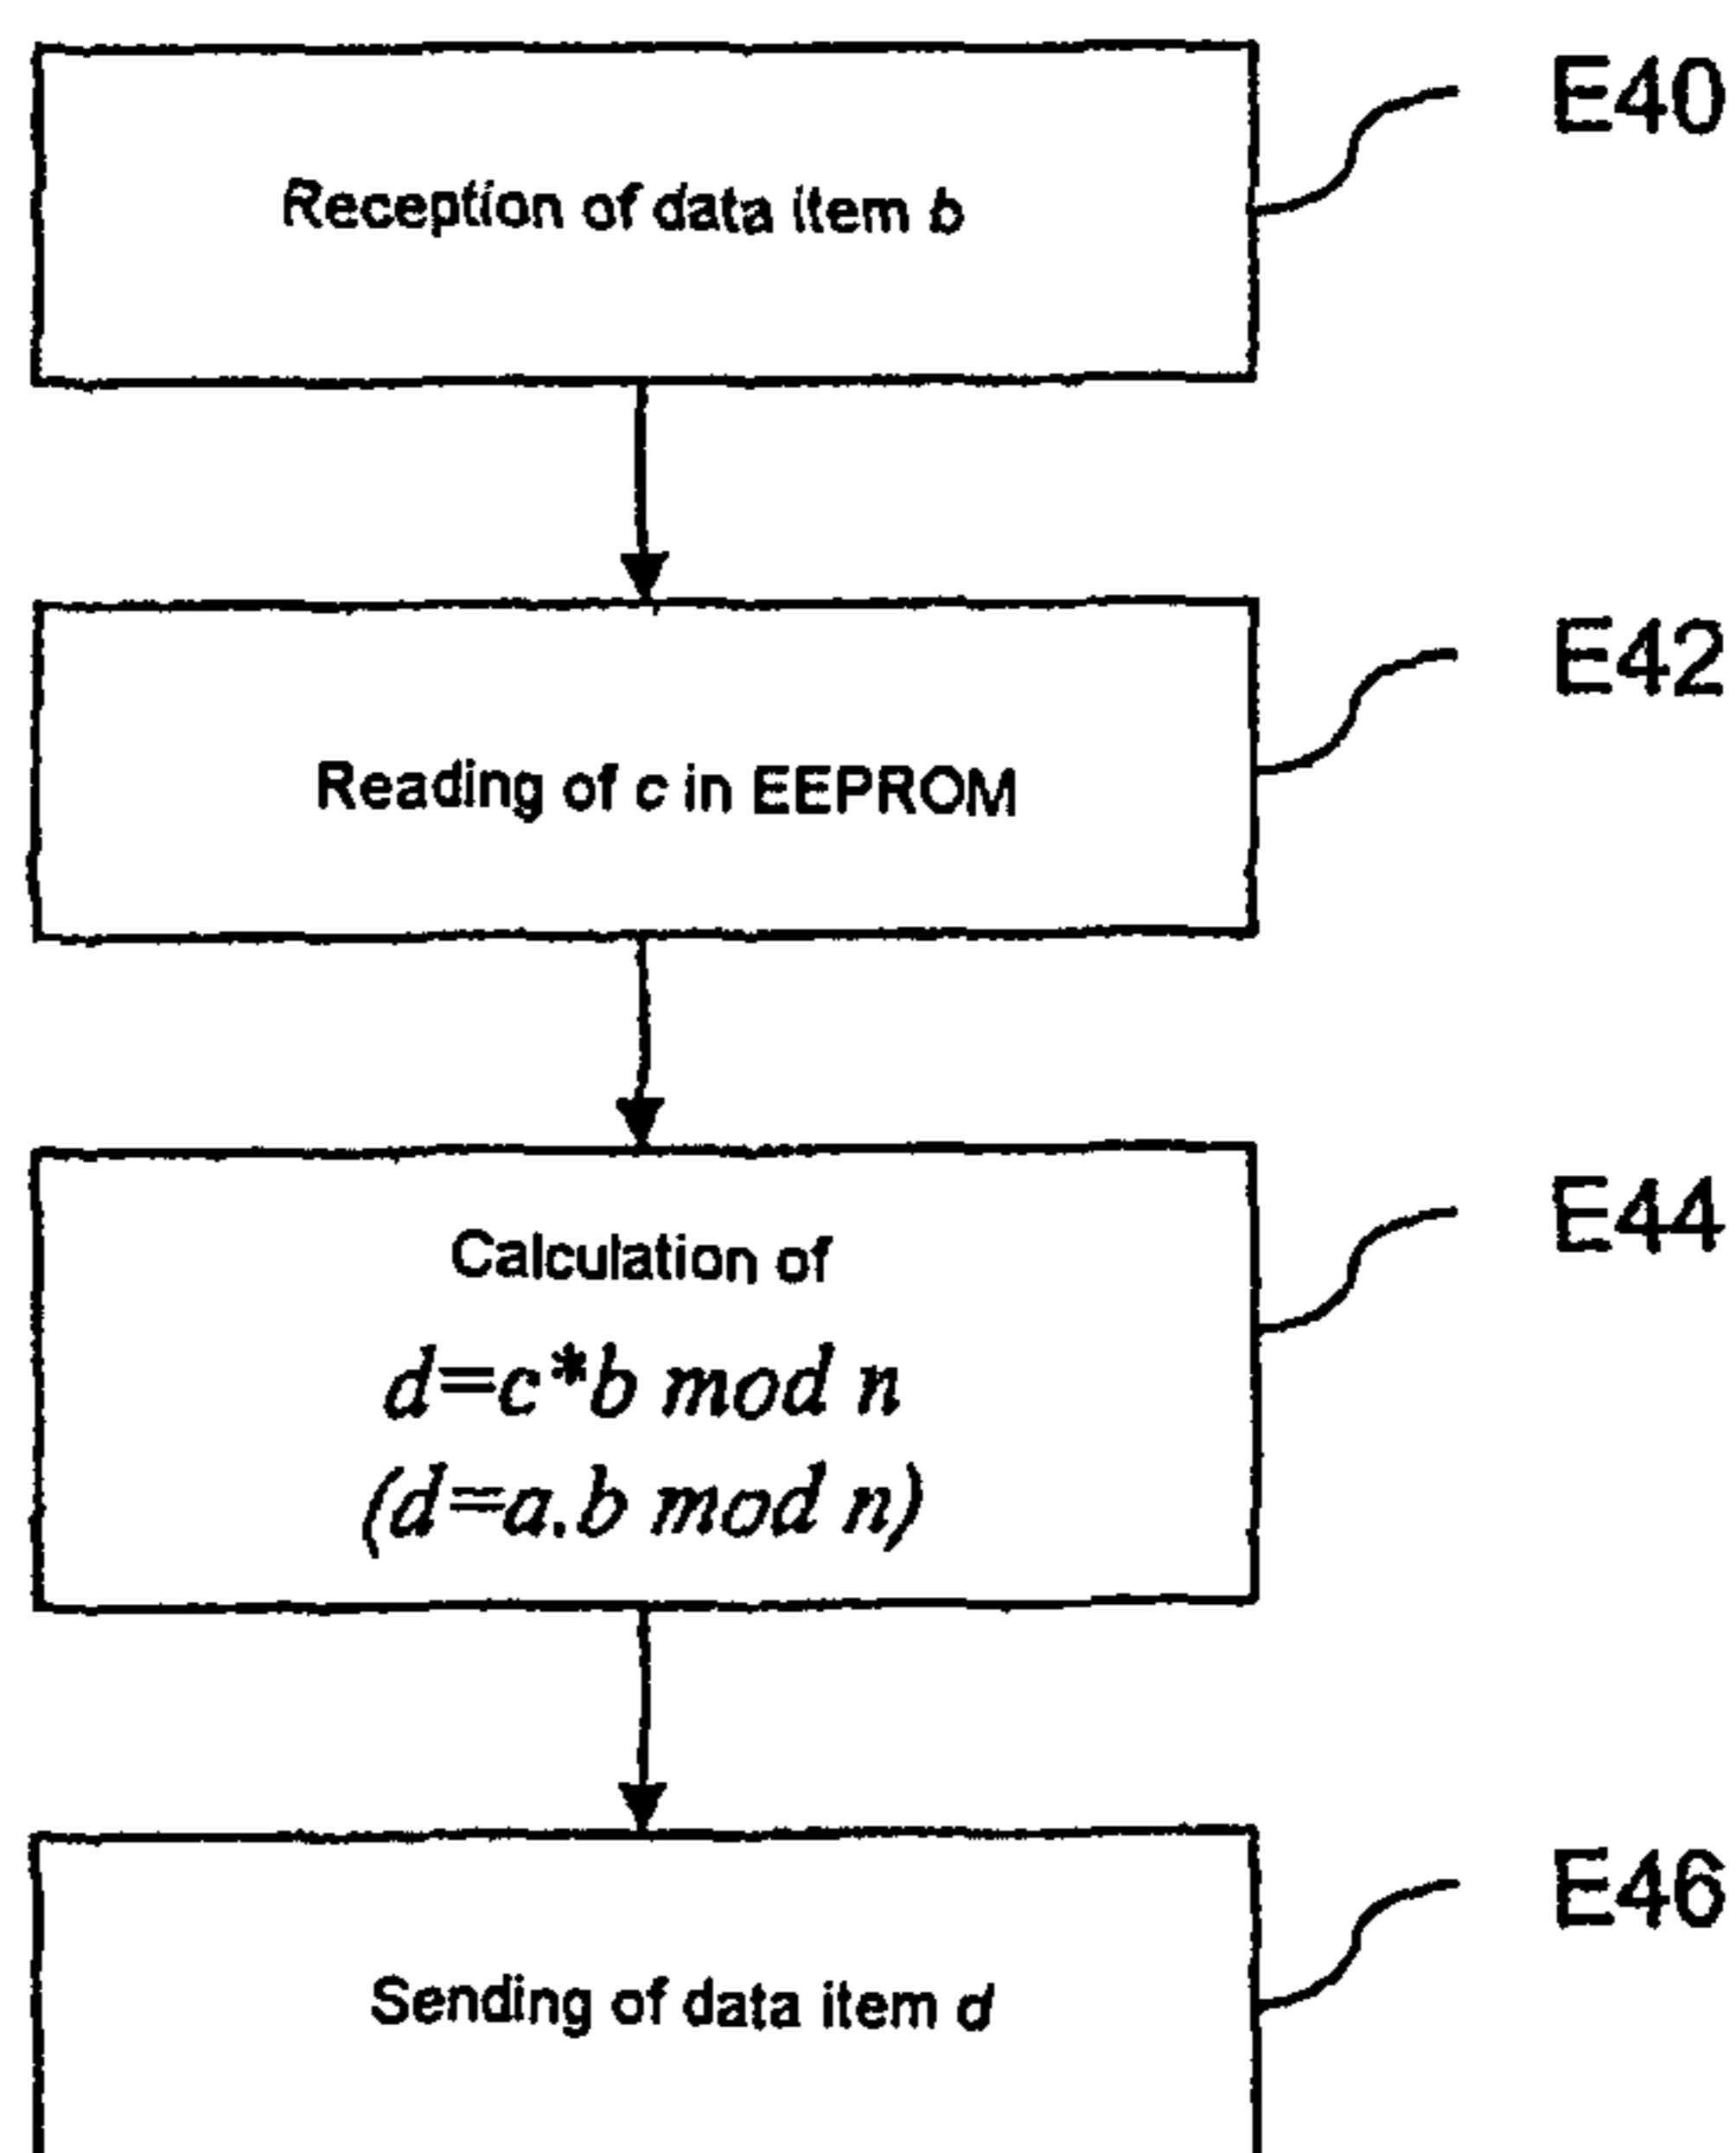 Reception of data item b
E40
Reading of c in EEPROM
E42
Calculation of
d=c*b mod n
(d=a.b mod n)
E44
Sending of data item d
E46